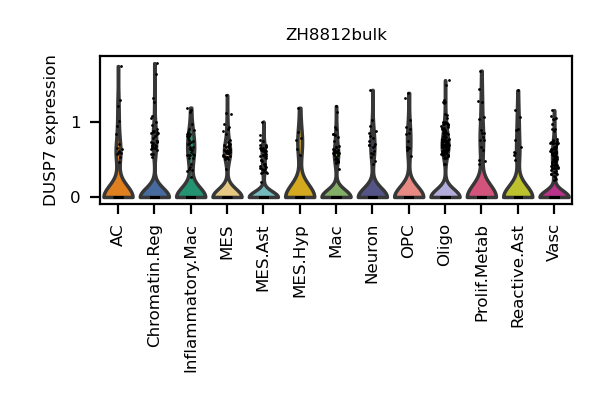 ZH8812bulk
DUSP7 expression
1
0
AC
Chromatin.Reg
Inflammatory.Mac
MES
MES.Ast
MES.Hyp
Mac
Neuron
OPC
Oligo
Prolif.Metab
Reactive.Ast
Vasc